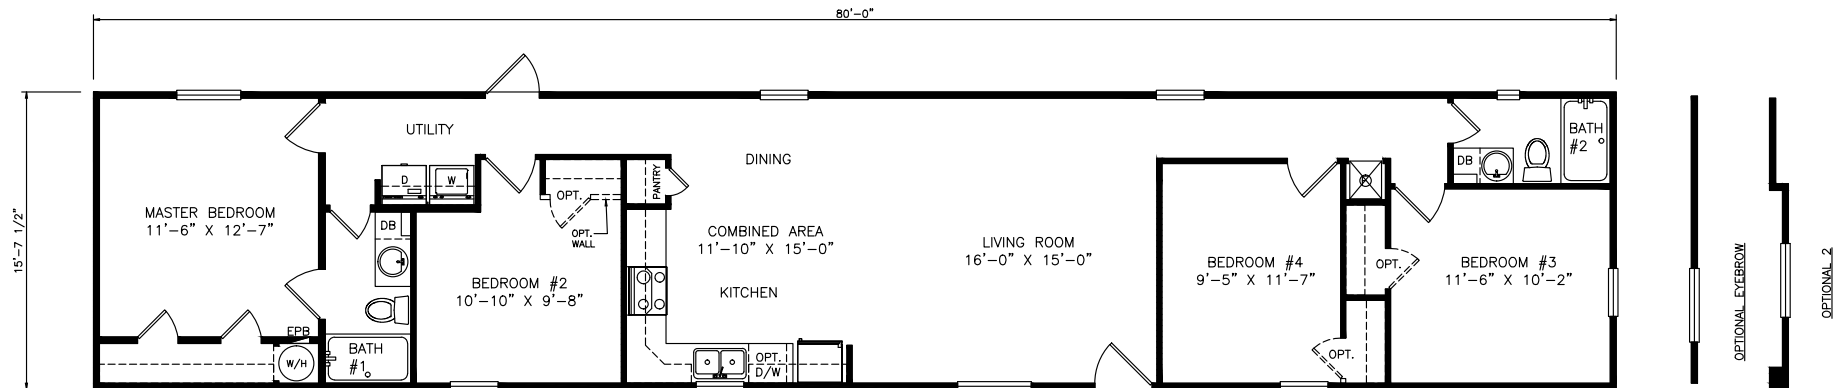 80'-0"
15'-7 1/2"
UTILITY
D
W
PANTRY
DINING
BATH
#2
DB
OPT.
OPT.
WALL
MASTER BEDROOM
11'-6" X 12'-7"
DB
COMBINED AREA
11'-10" X 15'-0"
LIVING ROOM
16'-0" X 15'-0"
BEDROOM #2
10'-10" X 9'-8"
KITCHEN
BEDROOM #4
9'-5" X 11'-7"
OPT.
BEDROOM #3
11'-6" X 10'-2"
EPB
W/H
BATH
#1
OPT.
D/W
OPT.
OPTIONAL EYEBROW
OPTIONAL 2